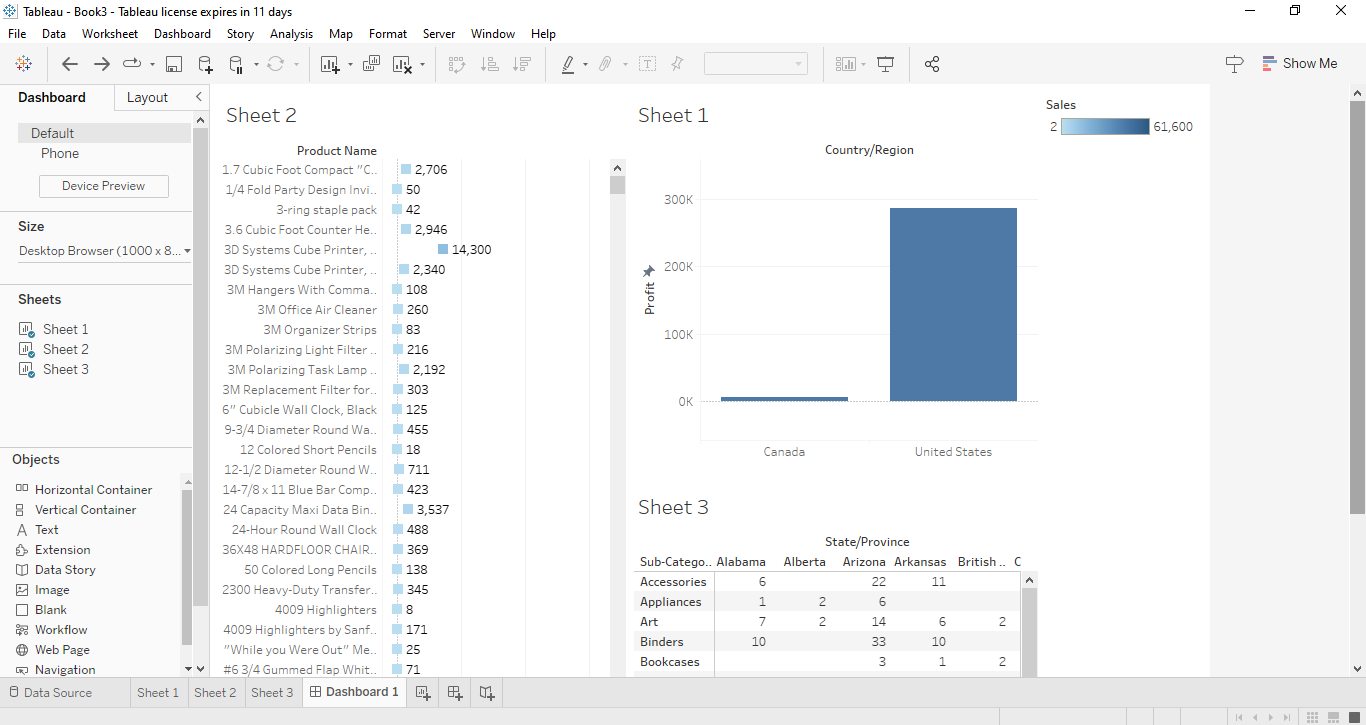 Tableau - Book3 - Tableau license expires in 11 days
File Data Worksheet Dashboard Story Analysis Map Format Server Window Help
Show Me
Dashboard Layout
Default
Phone
Device Preview
Size
Desktop Browser (1000 x 8...
Sheets
Sheet 1
Sheet 2
Sheet 3
Objects
Horizontal Container
Vertical Container
Text
Extension
Data Story
Image
Blank
Workflow
Web Page
Navigation
Sheet 2
Product Name
1.7 Cubic Foot Compact "C.. 2,706
1/4 Fold Party Design Invi.. 50
3-ring staple pack 42
3.6 Cubic Foot Counter He.. 2,946
3D Systems Cube Printer, .. 14,300
3D Systems Cube Printer, .. 2,340
3M Hangers With Comma.. 108
3M Office Air Cleaner 260
3M Organizer Strips 83
3M Polarizing Light Filter .. 216
3M Polarizing Task Lamp .. 2,192
3M Replacement Filter for.. 303
6" Cubicle Wall Clock, Black 125
9-3/4 Diameter Round Wa.. 455
12 Colored Short Pencils 18
12-1/2 Diameter Round W.. 711
14-7/8 x 11 Blue Bar Comp.. 423
24 Capacity Maxi Data Bin.. 3,537
24-Hour Round Wall Clock 488
36X48 HARDFLOOR CHAIR.. 369
50 Colored Long Pencils 138
2300 Heavy-Duty Transfer.. 345
4009 Highlighters 8
4009 Highlighters by Sanf.. 171
"While you Were Out" Me.. 25
#6 3/4 Gummed Flap Whit.. 71
Sheet 1
Country/Region
Profit
300K
200K
100K
0K
Canada United States
Sales
2 61,600
Sheet 3
State/Province
Sub-Catego.. Alabama Alberta Arizona Arkansas British .. C
Accessories 6 22 11
Appliances 1 2 6
Art 7 2 14 6 2
Binders 10 33 10
Bookcases 3 1 2
Data Source Sheet 1 Sheet 2 Sheet 3 Dashboard 1